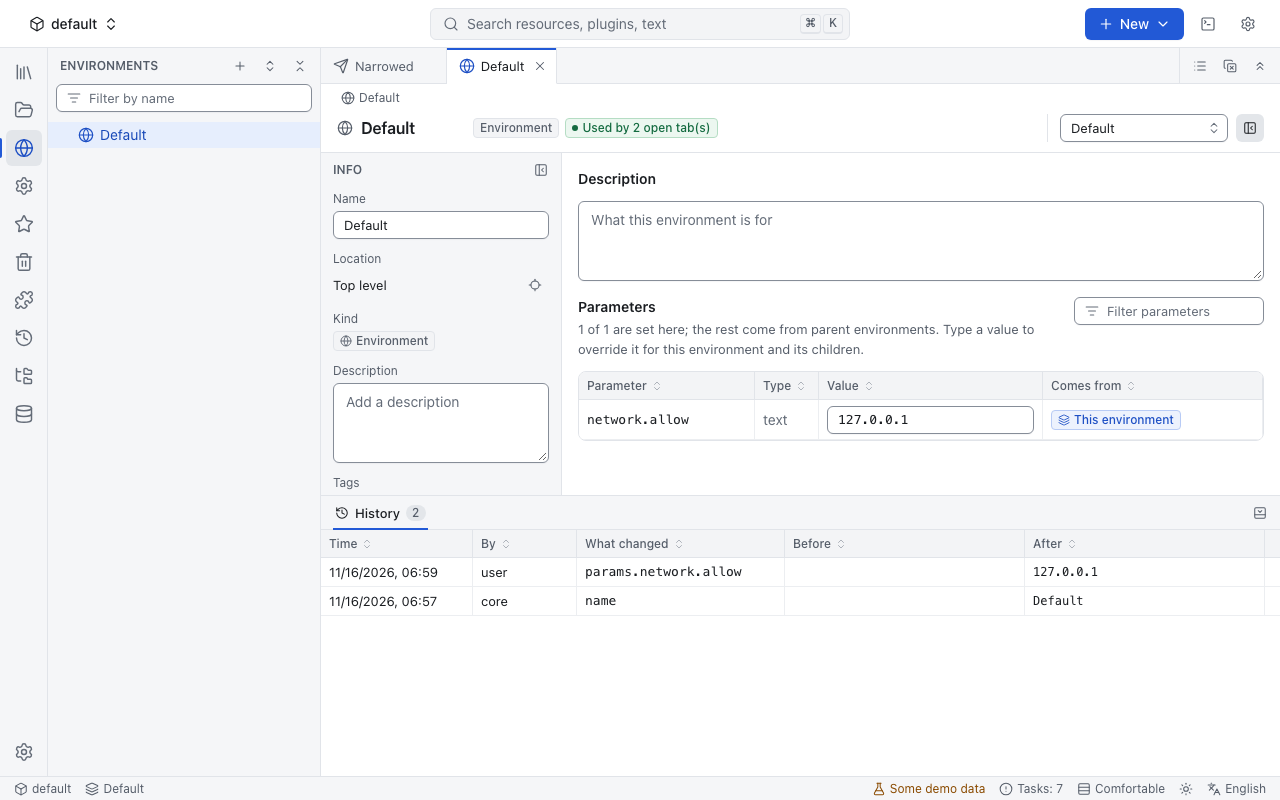 default
Search resources, plugins, text
⌘ K
New
ENVIRONMENTS
Filter by name
Default
Narrowed
Default
Default
Default
Environment
Used by 2 open tab(s)
Default
INFO
Name
Default
Location
Top level
Kind
Environment
Description
Add a description
Tags
Description
What this environment is for
Parameters
1 of 1 are set here; the rest come from parent environments. Type a value to
override it for this environment and its children.
Filter parameters
Parameter Type Value Comes from
network.allow text 127.0.0.1 This environment
History 2
Time By What changed Before After
11/16/2026, 06:59 user params.network.allow 127.0.0.1
11/16/2026, 06:57 core name Default
default Default Some demo data Tasks: 7 Comfortable English